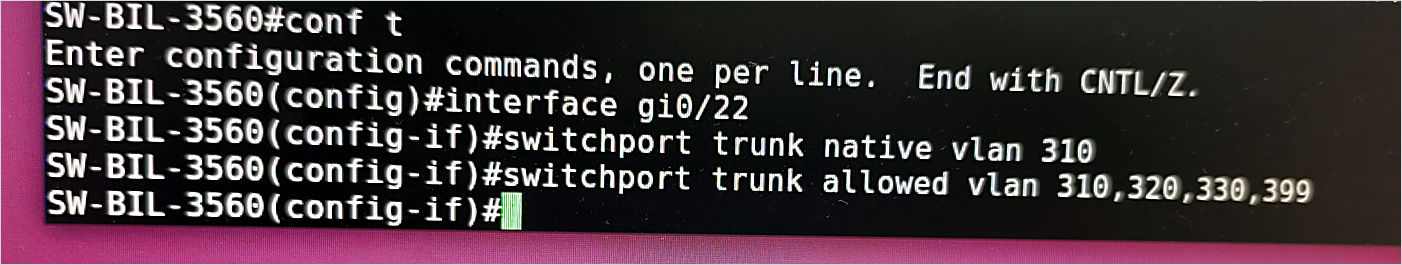 SW-BIL-3560#conf t
Enter configuration commands, one per line.  End with CNTL/Z.
SW-BIL-3560(config)#interface gi0/22
SW-BIL-3560(config-if)#switchport trunk native vlan 310
SW-BIL-3560(config-if)#switchport trunk allowed vlan 310,320,330,399
SW-BIL-3560(config-if)#